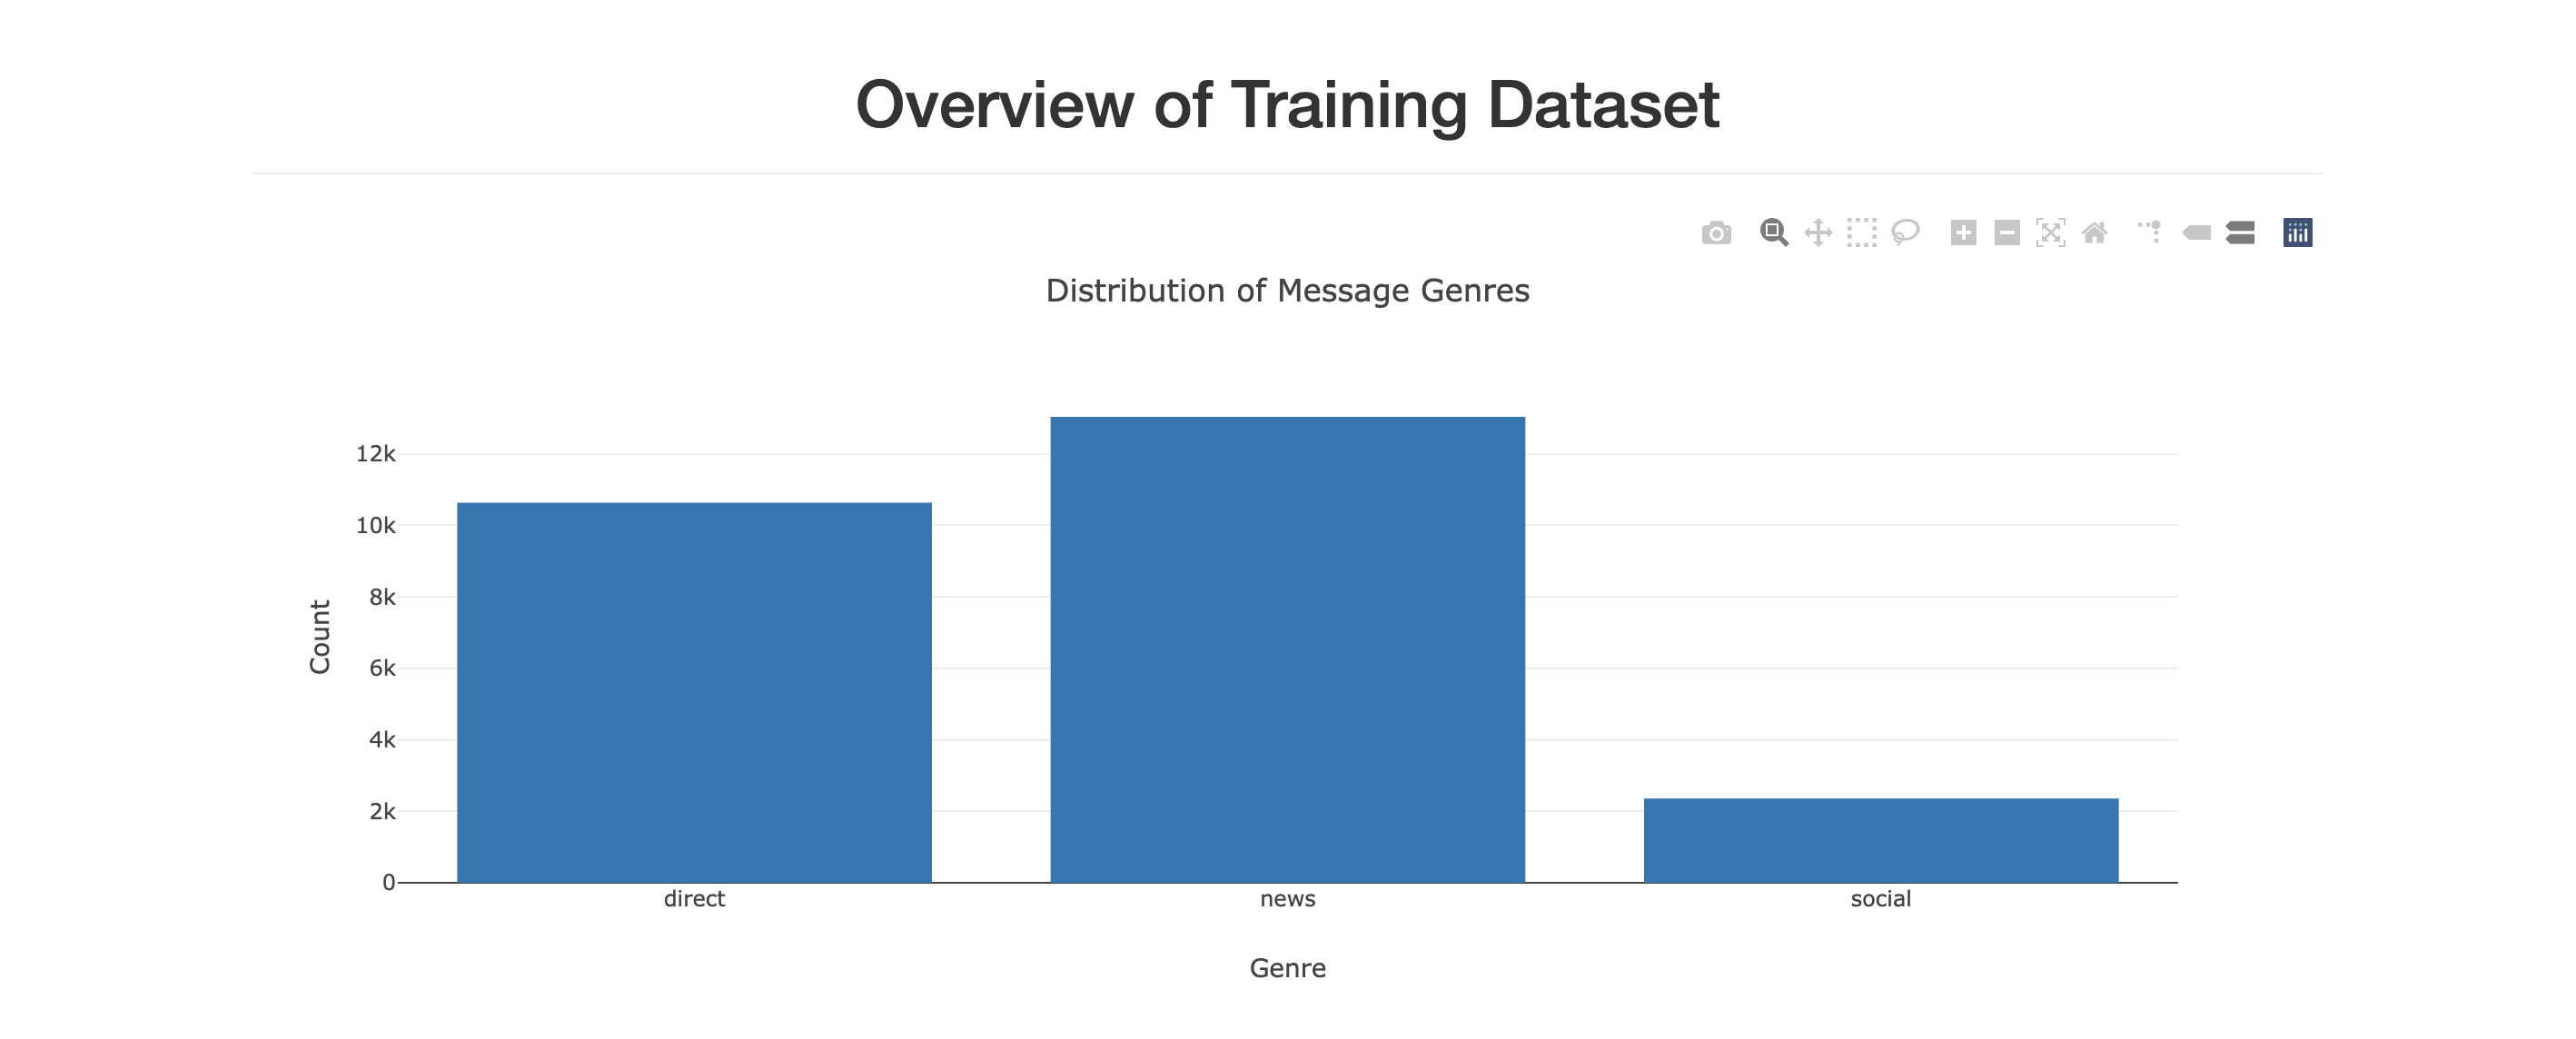 Overview of Training Dataset
Distribution of Message Genres
12k
10k
8k
6k
4k
2k
0
Count
direct
news
social
Genre